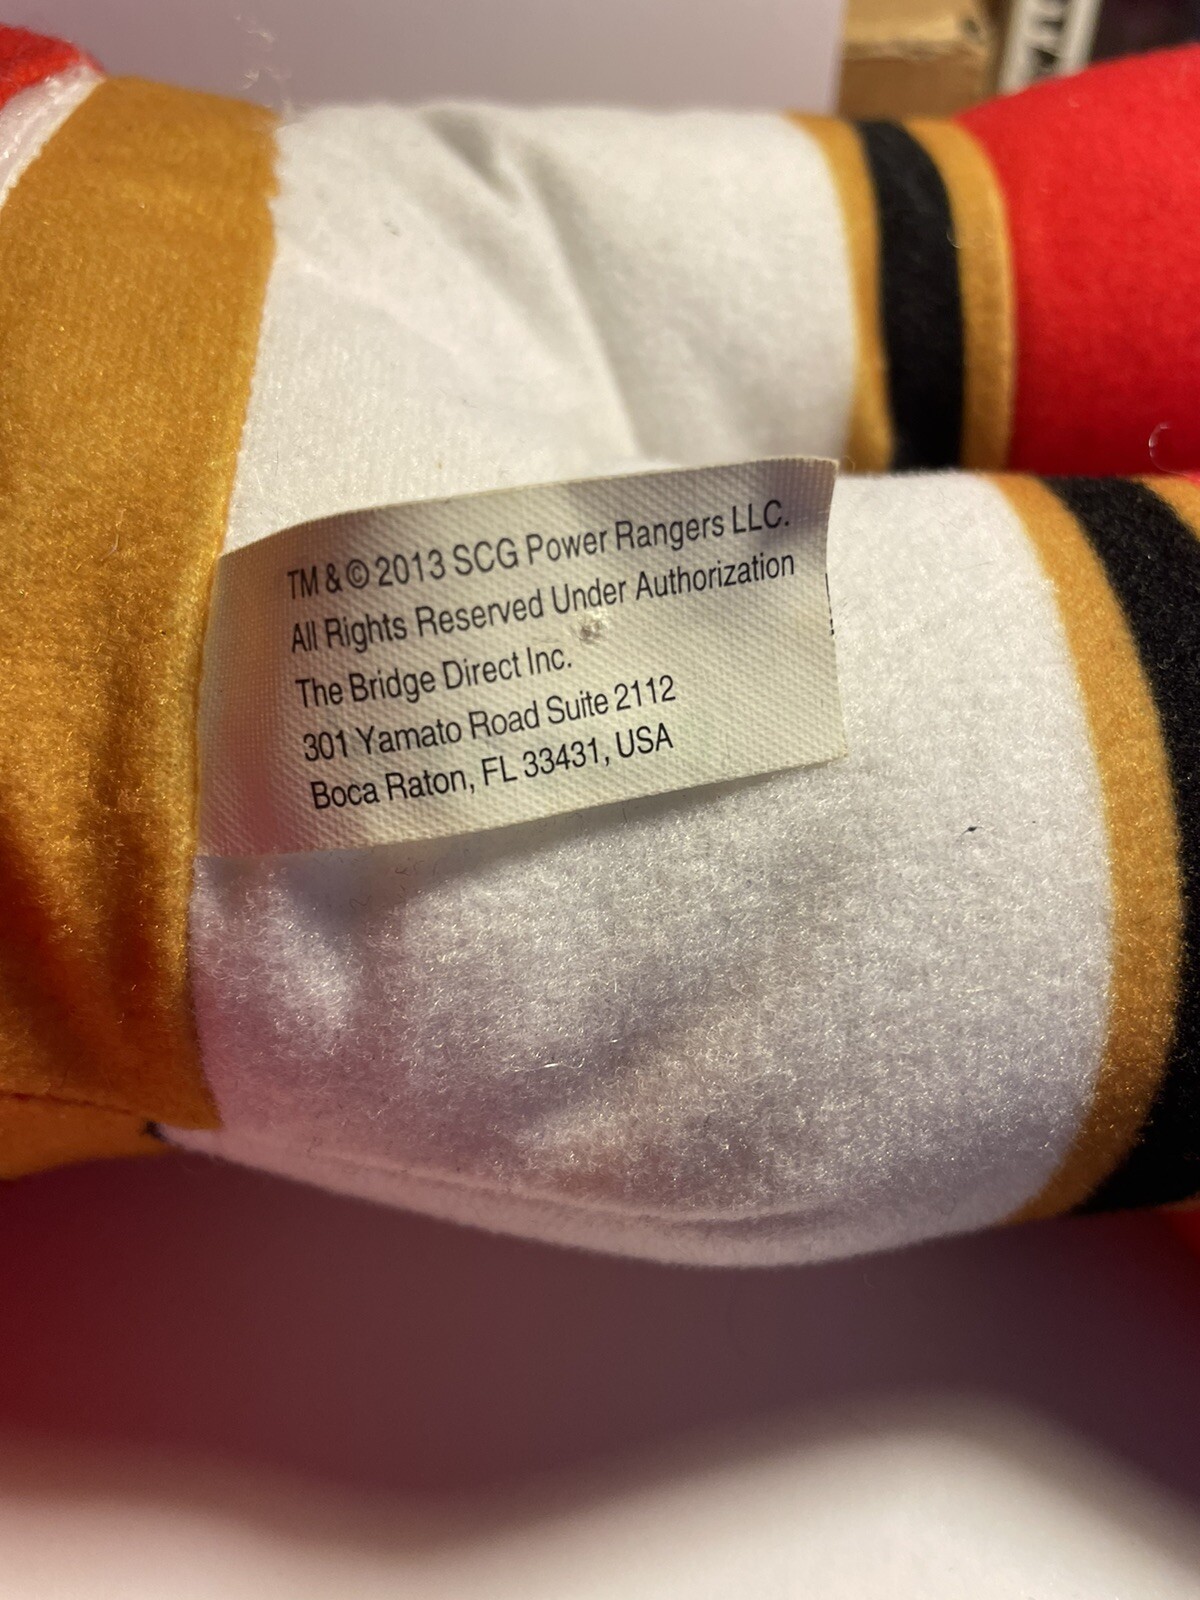 TM & © 2013 SCG Power Rangers LLC.
All Rights Reserved Under Authorization
The Bridge Direct Inc.
301 Yamato Road Suite 2112
Boca Raton, FL 33431, USA